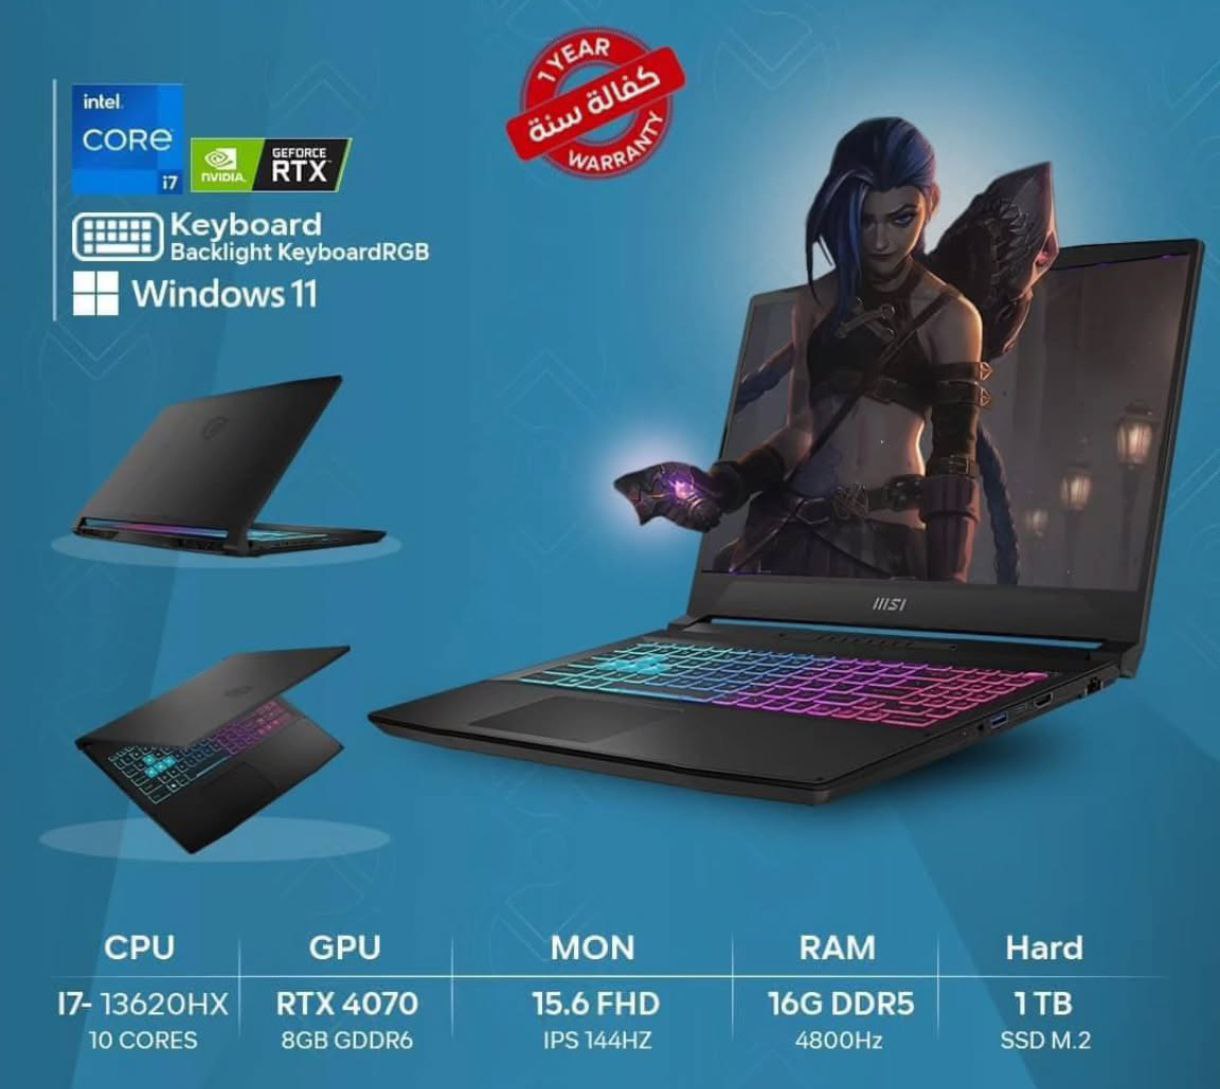 1 YEAR
كفالة سنة
WARRANTY
intel.
CORE
i7
NVIDIA.
GEFORCE
RTX
Keyboard
Backlight KeyboardRGB
Windows 11
msi
CPU
GPU
MON
RAM
Hard
I7- 13620HX
RTX 4070
15.6 FHD
16G DDR5
1 TB
10 CORES
8GB GDDR6
IPS 144HZ
4800Hz
SSD M.2